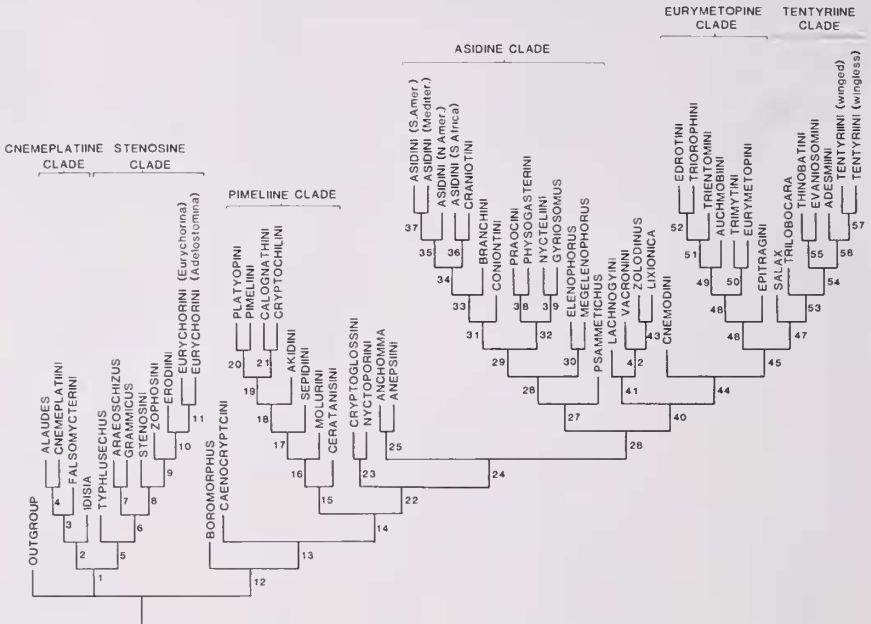 EURYMETOPINE
CLADE
TENTYRIINE
CLADE
ASIDINE CLADE
CNEMEPLATIINE
CLADE
STENOSINE
CLADE
PIMELIINE CLADE
OUTGROUP
ALAUDES
CNEMEPLATIINI
FALSOMYCTERINI
IDISIA
TYPHLUSECHUS
ARAEOSCHIZUS
GRAMMICUS
STENOSINI
ZOPHOSINI
ERODIINI
EURYCHORINI (Eurychorina)
EURYCHORINI (Adelostomina)
BOROMORPHUS
CAENOCRYPTCINI
PLATYOPINI
PIMELIINI
CALOGNATHINI
CRYPTOCHILINI
AKIDINI
SEPIDIINI
MOLURINI
CERATANISINI
CRYPTOGLOSSINI
NYCTOPORINI
ANCHOMMA
ANEPSIINI
ASIDINI (S.Amer.)
ASIDINI (Mediter.)
ASIDINI (N Amer.)
ASIDINI (S Africa)
CRANIOTINI
BRANCHINI
CONIONTINI
PRAOCINI
PHYSOGASTERINI
NYCTELIINI
GYRIOSOMUS
ELENOPHORUS
MEGELENOPHORUS
PSAMMETICHUS
LACHNOGYINI
VACRONINI
ZOLODINUS
LIXIONICA
CNEMODINI
EDROTINI
TRIOROPHINI
TRIENTOMINI
AUCHMOBIINI
TRIMYTINI
EURYMETOPINI
EPITRAGINI
SALAX
TRILOBOCARA
THINOBATINI
EVANIOSOMINI
ADESMIINI
TENTYRIINI (winged)
TENTYRIINI (wingless)
37
35
36
34
33
38
39
31
32
30
29
28
27
52
51
49
50
48
48
57
58
55
54
53
47
45
44
43
42
41
40
28
25
24
23
22
20
21
19
18
17
16
15
14
13
12
11
10
9
8
7
6
5
4
3
2
1